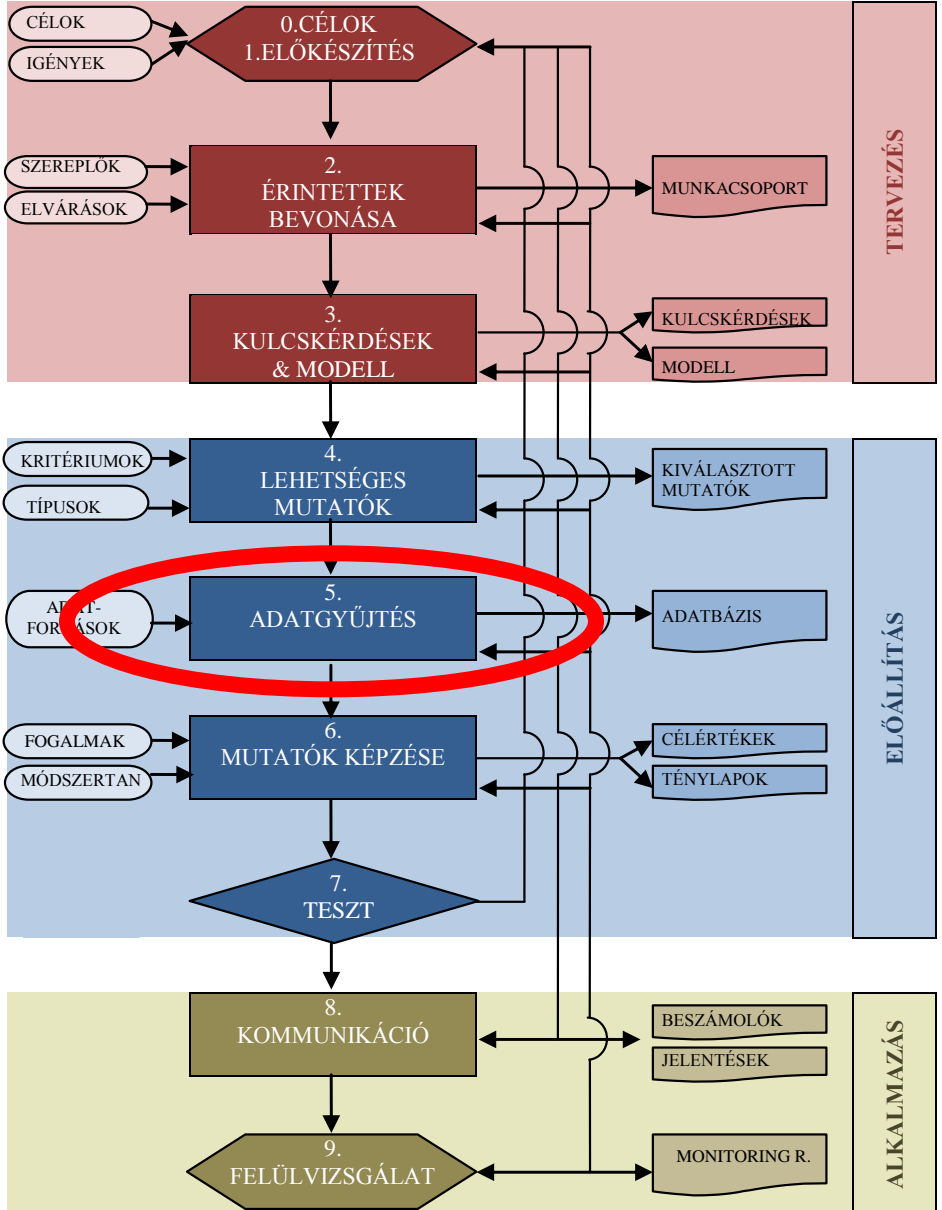 CÉLOK
IGÉNYEK
0.CÉLOK
1.ELŐKÉSZÍTÉS
SZEREPLŐK
ELVÁRÁSOK
2.
ÉRINTETTEK
BEVONÁSA
MUNKACSOPORT
3.
KULCSKÉRDÉSEK
& MODELL
KULCSKÉRDÉSEK
MODELL
TERVEZÉS
KRITÉRIUMOK
TÍPUSOK
4.
LEHETSÉGES
MUTATÓK
KIVÁLASZTOTT
MUTATÓK
ADAT-
FORRÁSOK
5.
ADATGYŰJTÉS
ADATBÁZIS
FOGALMAK
MÓDSZERTAN
6.
MUTATÓK KÉPZÉSE
CÉLÉRTÉKEK
TÉNYLAPOK
7.
TESZT
ELŐÁLLÍTÁS
8.
KOMMUNIKÁCIÓ
BESZÁMOLÓK
JELENTÉSEK
9.
FELÜLVIZSGÁLAT
MONITORING R.
ALKALMAZÁS